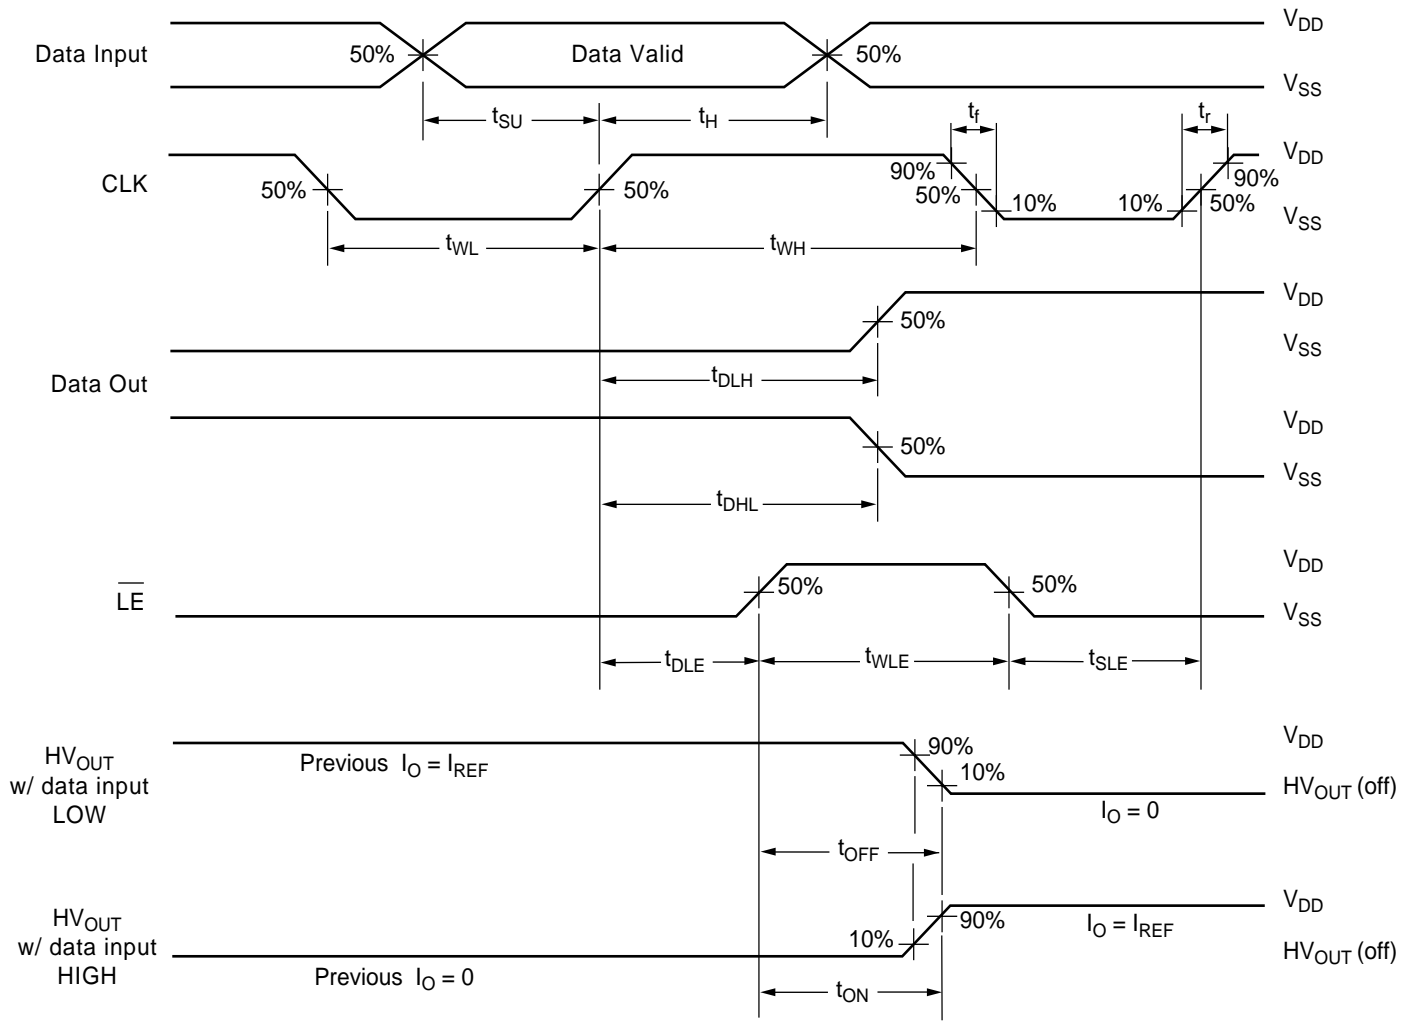 V_DD
Data Input 50% Data Valid 50%
V_SS
t_SU t_H t_f t_r
V_DD
CLK 50% 50% 90% 50% 10% 10% 50% 90%
V_SS
t_WL t_WH
V_DD
50%
V_SS
Data Out t_DLH
V_DD
50%
V_SS
t_DHL
V_DD
L̅E̅ 50% 50%
V_SS
t_DLE t_WLE t_SLE
V_DD
HV_OUT
w/ data input
LOW
Previous I_O = I_REF 90%
10% HV_OUT (off)
I_O = 0
t_OFF
V_DD
HV_OUT
w/ data input
HIGH
90% I_O = I_REF
10% HV_OUT (off)
Previous I_O = 0
t_ON